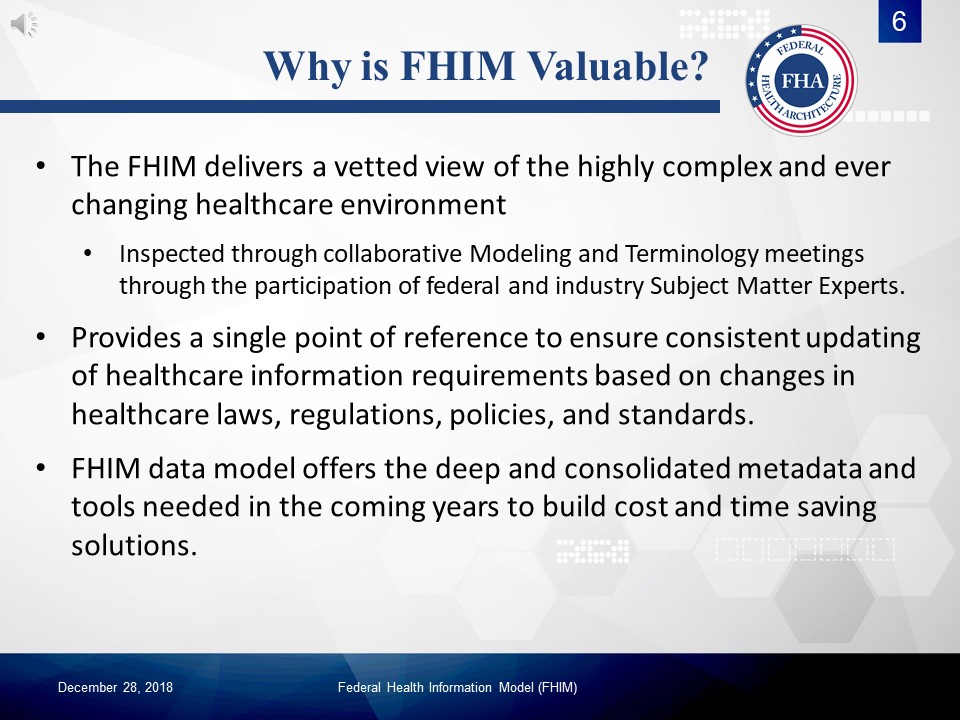 6
Why is FHIM Valuable?
FEDERAL
FHA
HEALTH ARCHITECTURE
• The FHIM delivers a vetted view of the highly complex and ever
changing healthcare environment
• Inspected through collaborative Modeling and Terminology meetings
through the participation of federal and industry Subject Matter Experts.
• Provides a single point of reference to ensure consistent updating
of healthcare information requirements based on changes in
healthcare laws, regulations, policies, and standards.
• FHIM data model offers the deep and consolidated metadata and
tools needed in the coming years to build cost and time saving
solutions.
December 28, 2018
Federal Health Information Model (FHIM)